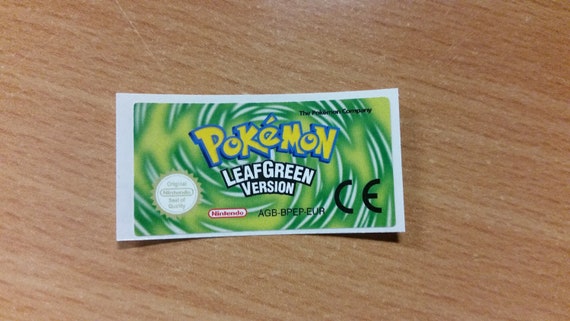 The Pokémon Company
POKéMON
LEAFGREEN
VERSION
Original
Nintendo
Seal of
Quality
Nintendo
AGB-BPEP-EUR
CE